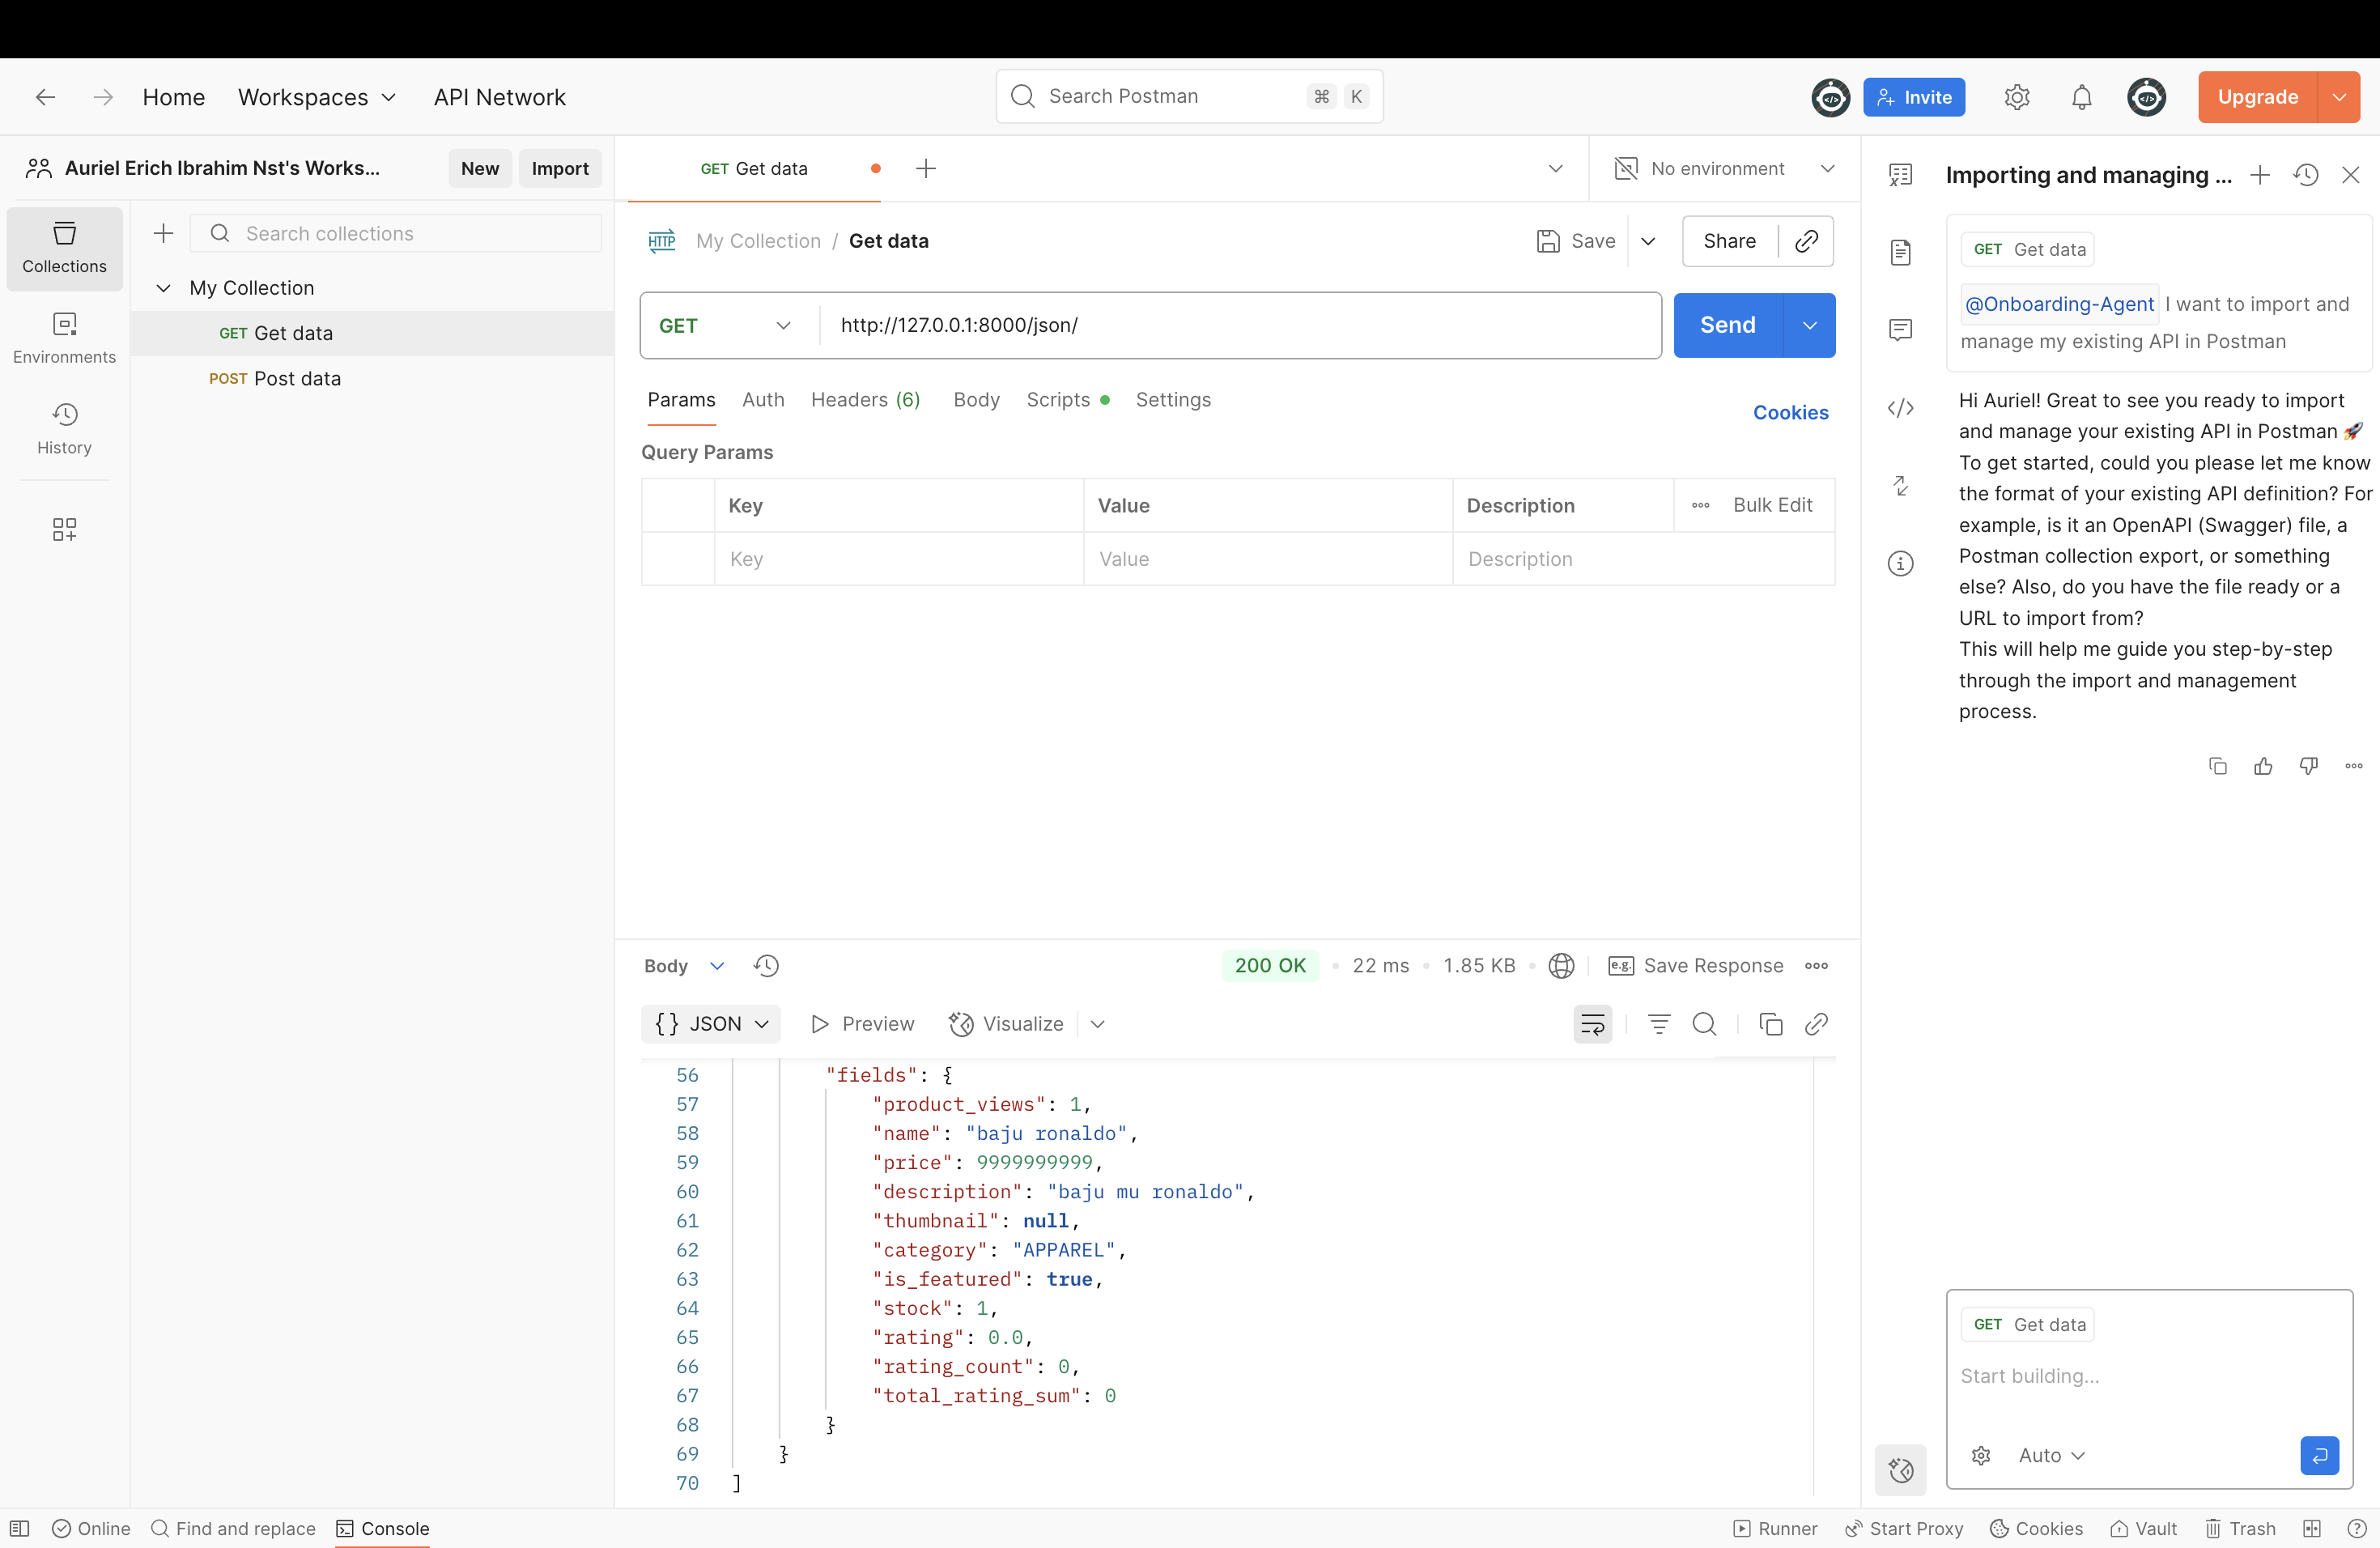 Home Workspaces API Network Search Postman ⌘ K Invite Upgrade
Auriel Erich Ibrahim Nst's Works... New Import
Collections
Environments
History
Search collections
My Collection
GET Get data
POST Post data
GET Get data No environment
HTTP My Collection / Get data Save Share
GET http://127.0.0.1:8000/json/ Send
Params Auth Headers (6) Body Scripts Settings Cookies
Query Params
Key Value Description Bulk Edit
Key Value Description
Body 200 OK 22 ms 1.85 KB e.g. Save Response
{} JSON Preview Visualize
56 "fields": {
57 "product_views": 1,
58 "name": "baju ronaldo",
59 "price": 9999999999,
60 "description": "baju mu ronaldo",
61 "thumbnail": null,
62 "category": "APPAREL",
63 "is_featured": true,
64 "stock": 1,
65 "rating": 0.0,
66 "rating_count": 0,
67 "total_rating_sum": 0
68 }
69 }
70 ]
Importing and managing ...
GET Get data
@Onboarding-Agent I want to import and
manage my existing API in Postman
Hi Auriel! Great to see you ready to import
and manage your existing API in Postman 🚀
To get started, could you please let me know
the format of your existing API definition? For
example, is it an OpenAPI (Swagger) file, a
Postman collection export, or something
else? Also, do you have the file ready or a
URL to import from?
This will help me guide you step-by-step
through the import and management
process.
GET Get data
Start building...
Auto
Online Find and replace Console Runner Start Proxy Cookies Vault Trash